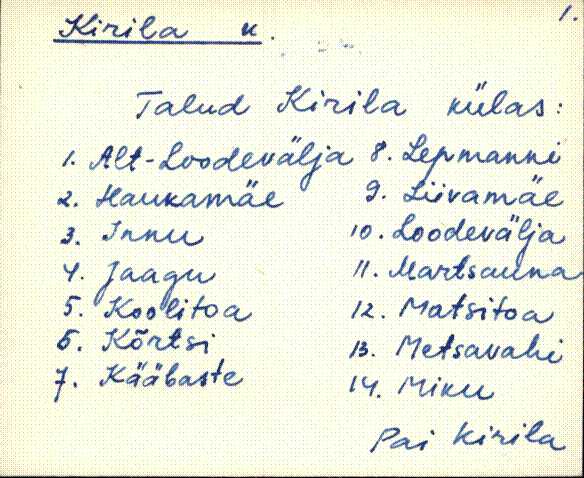 1.
Kirila k.
Talud Kirila külas:
1. Alt-Loodevälja
2. Haukamäe
3. Innu
4. Jaagu
5. Koolitoa
6. Kõrtsi
7. Kääbaste
8. Lepmanni
9. Liivamäe
10. Loodevälja
11. Martsauna
12. Matsitoa
13. Metsavahi
14. Miku
Pai Kirila